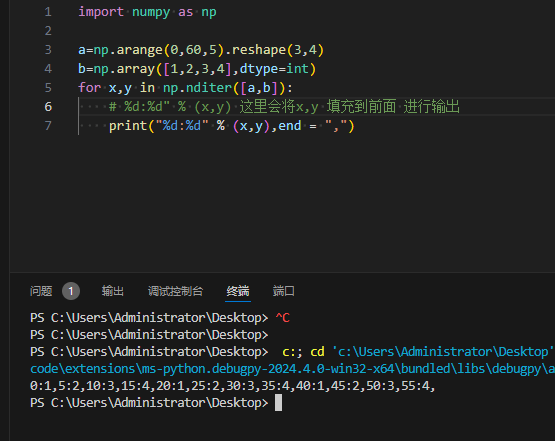 1 import numpy as np
2
3 a=np.arange(0,60,5).reshape(3,4)
4 b=np.array([1,2,3,4],dtype=int)
5 for x,y in np.nditer([a,b]):
6 # %d:%d" % (x,y) 这里会将x,y 填充到前面 进行输出
7 print("%d:%d" % (x,y),end = ",")
问题 1 输出 调试控制台 终端 端口
PS C:\Users\Administrator\Desktop> ^C
PS C:\Users\Administrator\Desktop>
PS C:\Users\Administrator\Desktop> c:; cd 'c:\Users\Administrator\Desktop'
code\extensions\ms-python.debugpy-2024.4.0-win32-x64\bundled\libs\debugpy\a
0:1,5:2,10:3,15:4,20:1,25:2,30:3,35:4,40:1,45:2,50:3,55:4,
PS C:\Users\Administrator\Desktop>